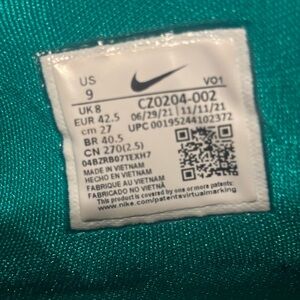 US
9
VO1
UK 8
CZ0204-002
EUR 42.5
06/29/21 11/11/21
cm 27
UPC 00195244102372
BR 40.5
CN 270(2.5)
04BZRB07TEXH7
MADE IN VIETNAM
HECHO EN VIETNAM
FABRIQUE AU VIETNAM
FABRICADO NO VIETNÃ
This product is covered by one or more patents:
www.nike.com/patentsvirtualmarking